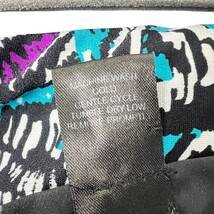 MACHINE WASH
COLD
GENTLE CYCLE
TUMBLE DRY LOW
REMOVE PROMPTLY